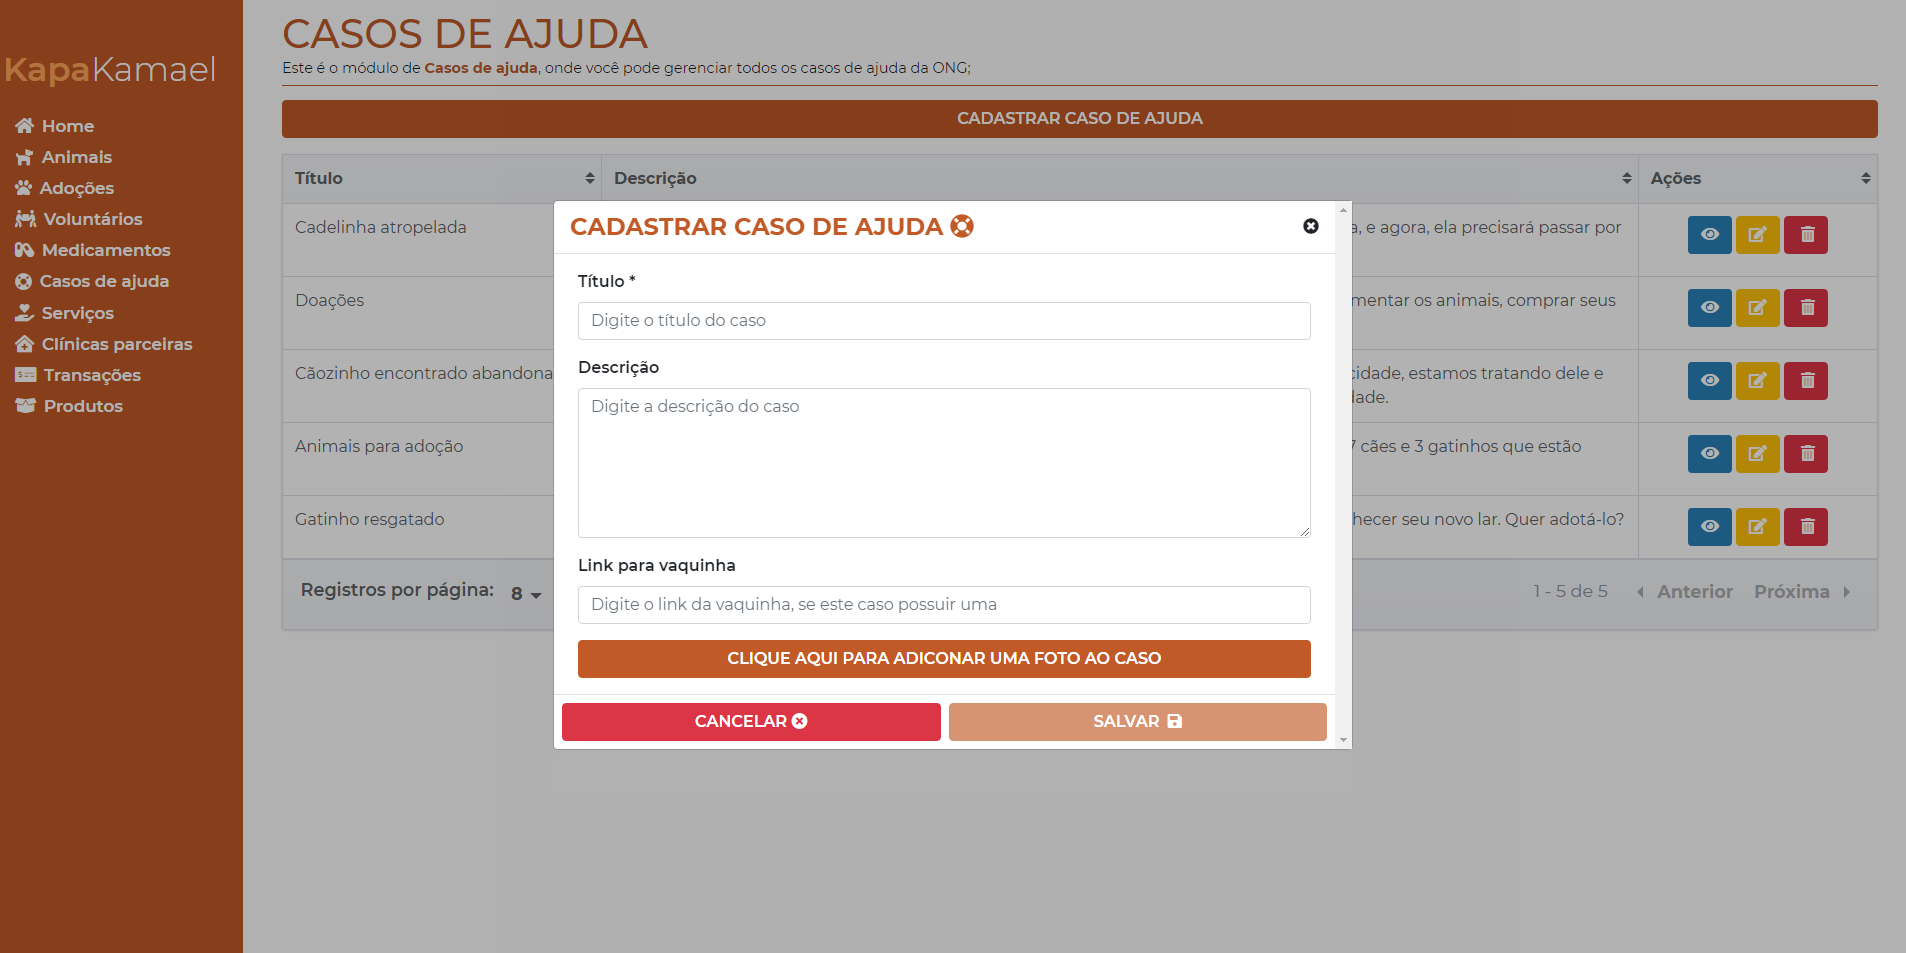 KapaKamael
Home
Animais
Adoções
Voluntários
Medicamentos
Casos de ajuda
Serviços
Clínicas parceiras
Transações
Produtos
CASOS DE AJUDA
Este é o módulo de Casos de ajuda, onde você pode gerenciar todos os casos de ajuda da ONG;
CADASTRAR CASO DE AJUDA
Título Descrição Ações
Cadelinha atropelada a, e agora, ela precisará passar por
Doações mentar os animais, comprar seus
Cãozinho encontrado abandona cidade, estamos tratando dele e
dade.
Animais para adoção 7 cães e 3 gatinhos que estão
Gatinho resgatado hecer seu novo lar. Quer adotá-lo?
Registros por página: 8 1 - 5 de 5 Anterior Próxima
CADASTRAR CASO DE AJUDA
Título *
Digite o título do caso
Descrição
Digite a descrição do caso
Link para vaquinha
Digite o link da vaquinha, se este caso possuir uma
CLIQUE AQUI PARA ADICONAR UMA FOTO AO CASO
CANCELAR SALVAR